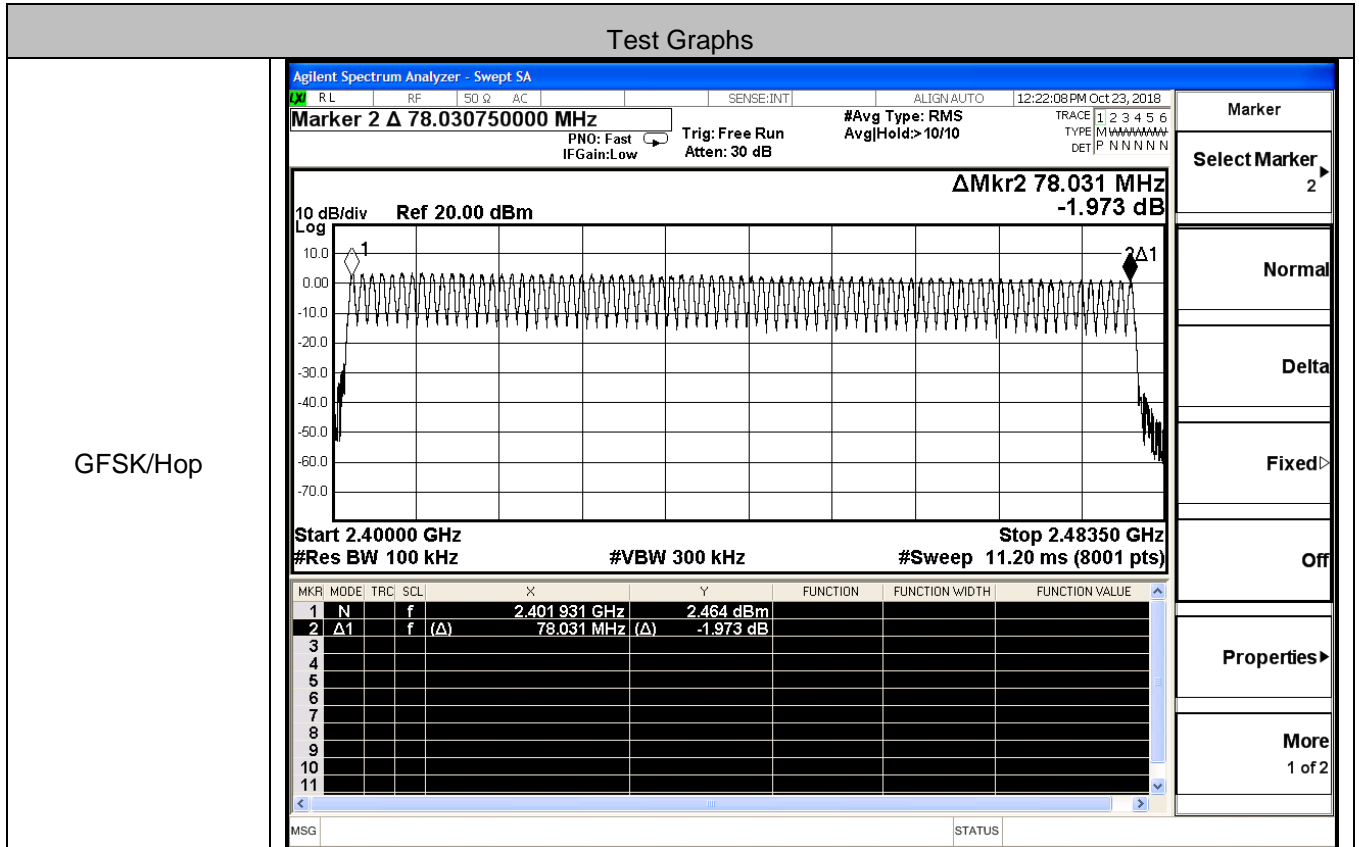 Test Graphs
GFSK/Hop
Agilent Spectrum Analyzer - Swept SA
LXI RL RF 50 Ω AC SENSE:INT ALIGN AUTO 12:22:08 PM Oct 23, 2018
Marker 2 Δ 78.030750000 MHz
PNO: Fast
IFGain:Low
Trig: Free Run
Atten: 30 dB
#Avg Type: RMS
Avg|Hold:>10/10
TRACE 1 2 3 4 5 6
TYPE M
DET P N N N N N
ΔMkr2 78.031 MHz
-1.973 dB
10 dB/div Ref 20.00 dBm
Log
10.0
0.00
-10.0
-20.0
-30.0
-40.0
-50.0
-60.0
-70.0
1
2Δ1
Start 2.40000 GHz Stop 2.48350 GHz
#Res BW 100 kHz #VBW 300 kHz #Sweep 11.20 ms (8001 pts)
MKR MODE TRC SCL X Y FUNCTION FUNCTION WIDTH FUNCTION VALUE
1 N f 2.401 931 GHz 2.464 dBm
2 Δ1 f (Δ) 78.031 MHz (Δ) -1.973 dB
3
4
5
6
7
8
9
10
11
MSG STATUS
Marker
Select Marker
2
Normal
Delta
Fixed
Off
Properties
More
1 of 2